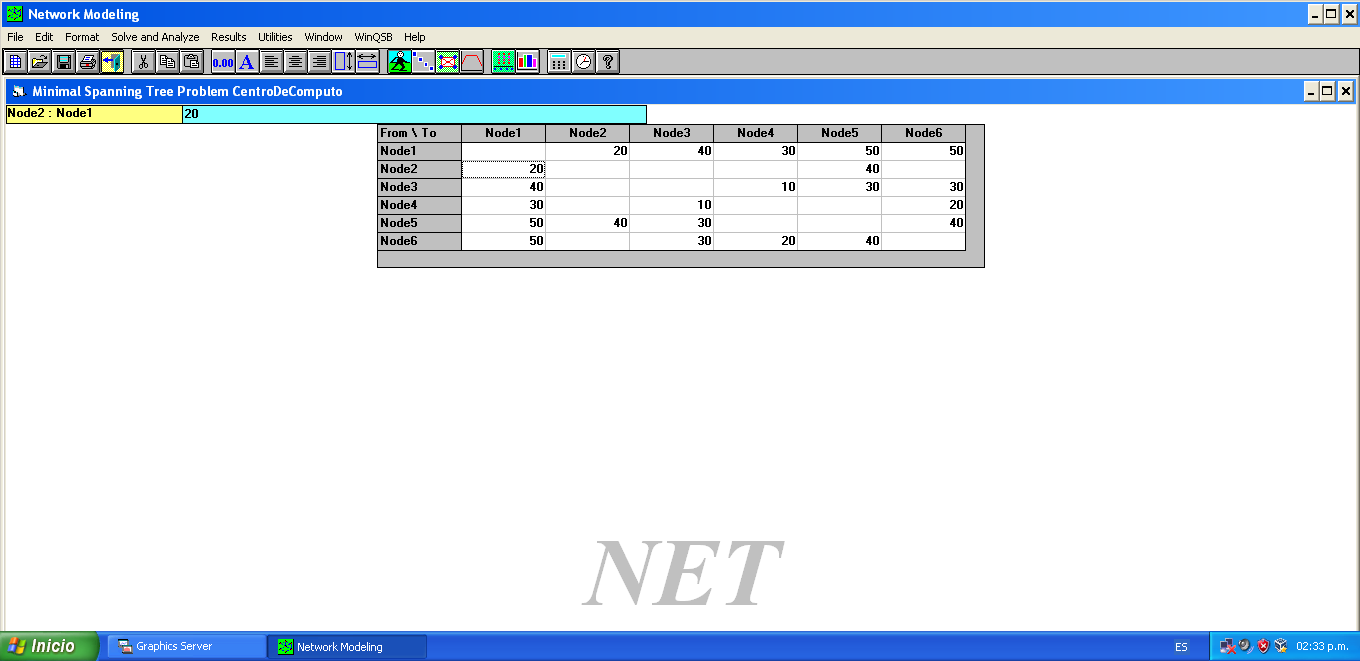 Network Modeling
File Edit Format Solve and Analyze Results Utilities Window WinQSB Help
0.00 A ?
Minimal Spanning Tree Problem CentroDeComputo
Node2 : Node1 20
From \ To Node1 Node2 Node3 Node4 Node5 Node6
Node1 20 40 30 50 50
Node2 20 40
Node3 40 10 30 30
Node4 30 10 20
Node5 50 40 30 40
Node6 50 30 20 40
NET
Inicio Graphics Server Network Modeling ES 02:33 p.m.